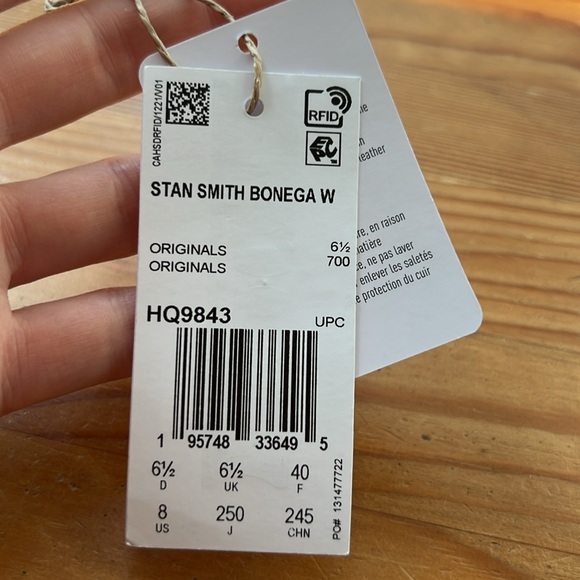 CAHSDRFID/1221/V01
RFID
STAN SMITH BONEGA W
ORIGINALS 6½
ORIGINALS 700
HQ9843 UPC
1 95748 33649 5
6½ 6½ 40
D UK F
8 250 245
US J CHN
PO# 131477722
eather
re, en raison
atière
e, ne pas laver
enlever les saletés
e protection du cuir